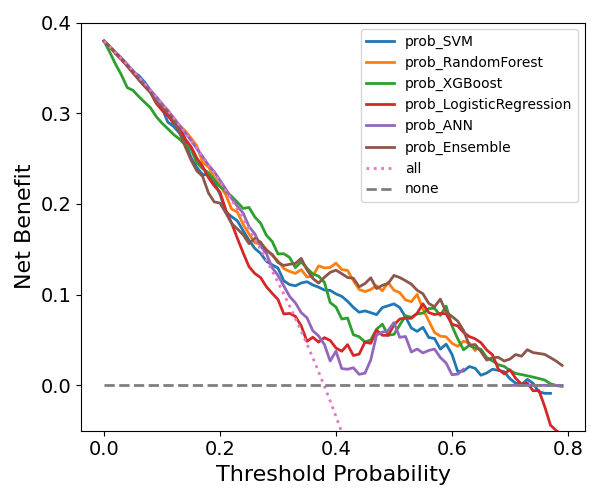 0.4
0.3
0.2
0.1
0.0
Net Benefit
prob_SVM
prob_RandomForest
prob_XGBoost
prob_LogisticRegression
prob_ANN
prob_Ensemble
all
none
0.0 0.2 0.4 0.6 0.8
Threshold Probability